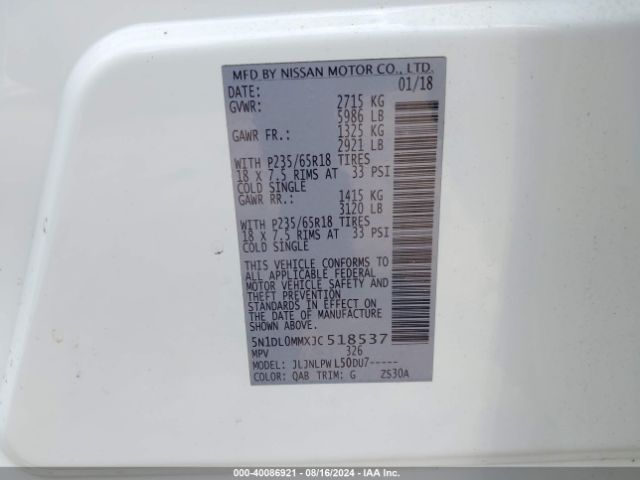 MFD BY NISSAN MOTOR CO., LTD.
DATE: 01/18
GVWR: 2715 KG
5986 LB
GAWR FR.: 1325 KG
2921 LB
WITH P235/65R18 TIRES
18 X 7.5 RIMS AT 33 PSI
COLD SINGLE
GAWR RR.: 1415 KG
3120 LB
WITH P235/65R18 TIRES
18 X 7.5 RIMS AT 33 PSI
COLD SINGLE
THIS VEHICLE CONFORMS TO
ALL APPLICABLE FEDERAL
MOTOR VEHICLE SAFETY AND
THEFT PREVENTION
STANDARDS IN EFFECT ON THE
DATE OF MANUFACTURE
SHOWN ABOVE.
5N1DL0MMXJC518537
MPV 326
MODEL: JLJNLPWL50DU7-----
COLOR: QAB TRIM: G ZS30A
000-40086921 - 08/16/2024 - IAA Inc.